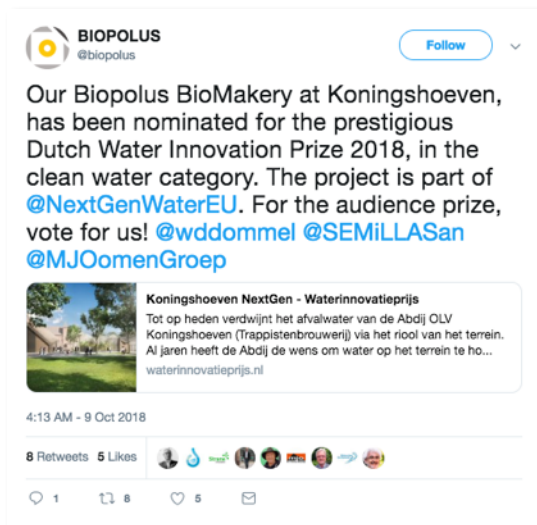 BIOPOLUS
@biopolus
Follow
Our Biopolus BioMakery at Koningshoeven,
has been nominated for the prestigious
Dutch Water Innovation Prize 2018, in the
clean water category. The project is part of
@NextGenWaterEU. For the audience prize,
vote for us! @wddommel @SEMiLLASan
@MJOomenGroep
Koningshoeven NextGen - Waterinnovatieprijs
Tot op heden verdwijnt het afvalwater van de Abdij OLV
Koningshoeven (Trappistenbrouwerij) via het riool van het terrein.
Al jaren heeft de Abdij de wens om water op het terrein te ho...
waterinnovatieprijs.nl
4:13 AM - 9 Oct 2018
8 Retweets 5 Likes
1 8 5